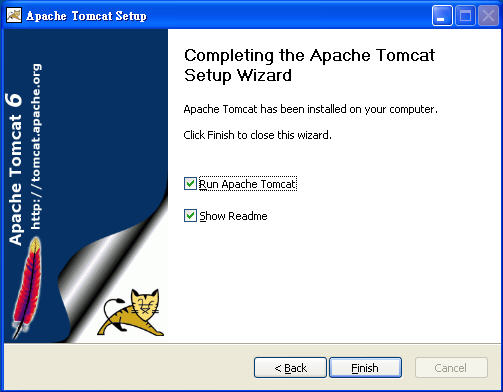 Apache Tomcat Setup
Apache Tomcat 6
http://tomcat.apache.org
Completing the Apache Tomcat
Setup Wizard
Apache Tomcat has been installed on your computer.
Click Finish to close this wizard.
Run Apache Tomcat
Show Readme
< Back
Finish
Cancel